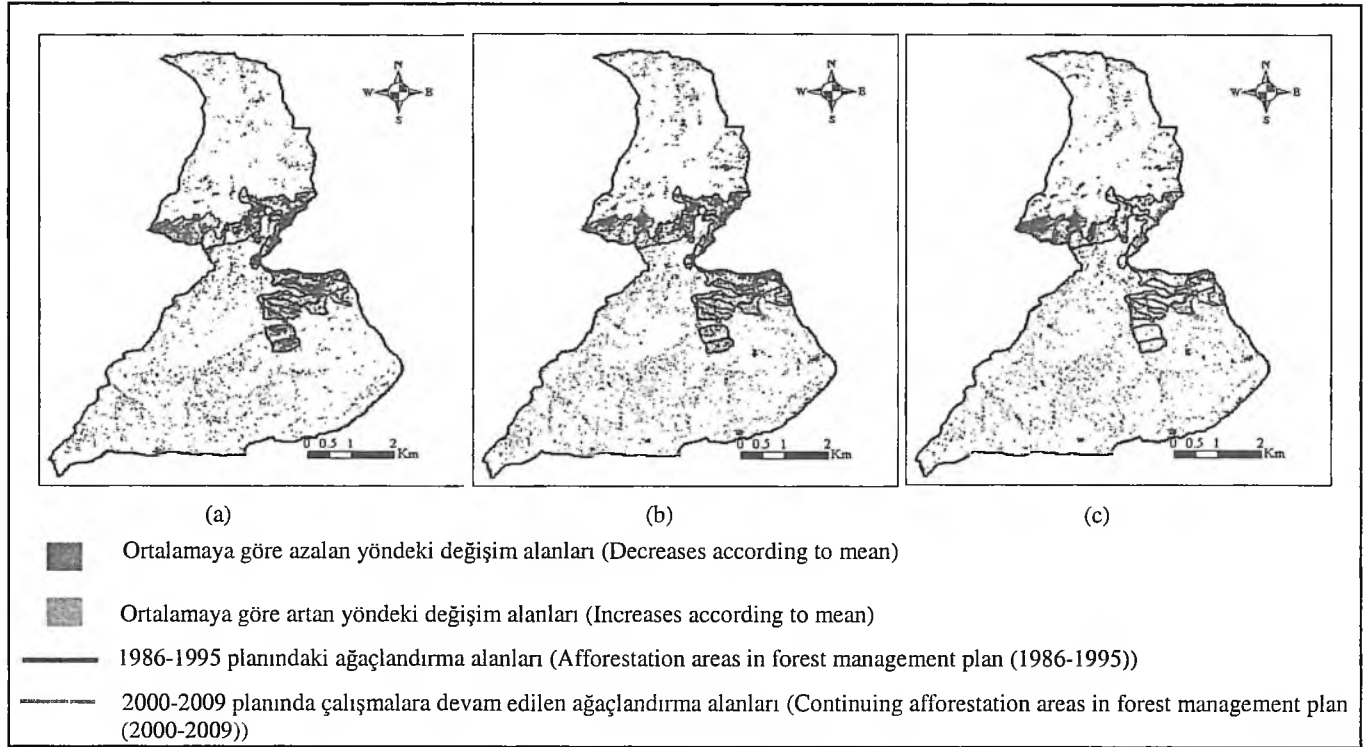 N
W E
S
0 0.5 1 2
Km
N
W E
S
0 0.5 1 2
Km
N
W E
S
0 0.5 1 2
Km
(a) (b) (c)
Ortalamaya göre azalan yöndeki değişim alanları (Decreases according to mean)
Ortalamaya göre artan yöndeki değişim alanları (Increases according to mean)
1986-1995 planındaki ağaçlandırma alanları (Afforestation areas in forest management plan (1986-1995))
2000-2009 planında çalışmalara devam edilen ağaçlandırma alanları (Continuing afforestation areas in forest management plan
(2000-2009))